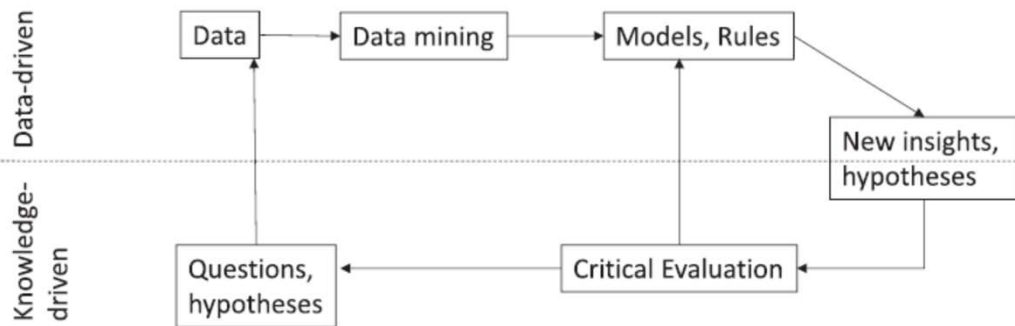 Data-driven
Data
Data mining
Models, Rules
New insights,
hypotheses
Knowledge-
driven
Questions,
hypotheses
Critical Evaluation